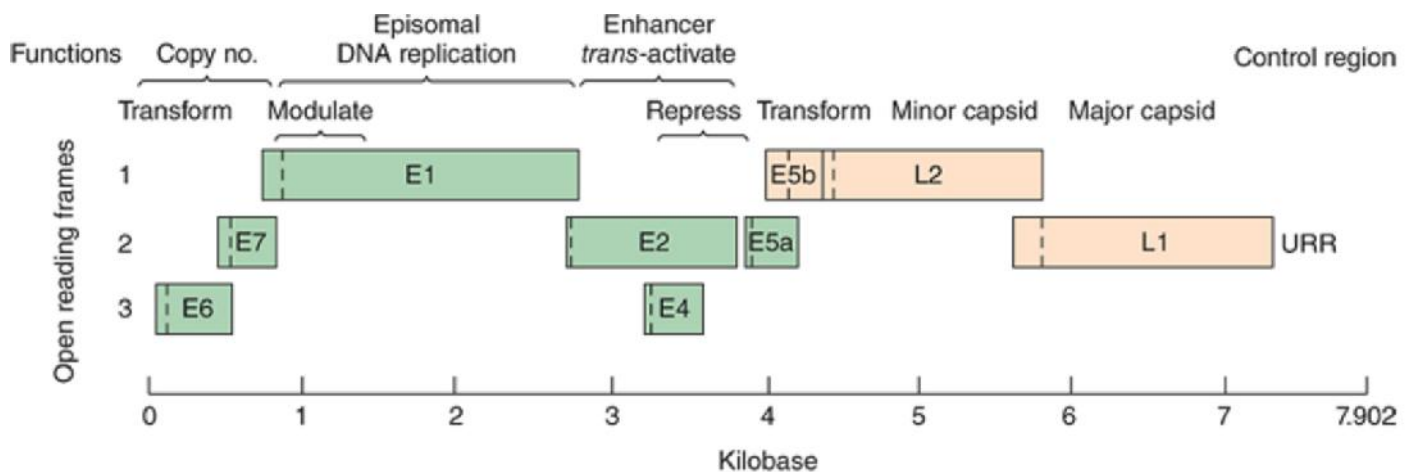 Functions
Copy no.
Episomal
DNA replication
Enhancer
trans-activate
Control region
Transform
Modulate
Repress
Transform
Minor capsid
Major capsid
Open reading frames
1
E1
E5b
L2
2
E7
E2
E5a
L1
URR
3
E6
E4
0
1
2
3
4
5
6
7
7.902
Kilobase